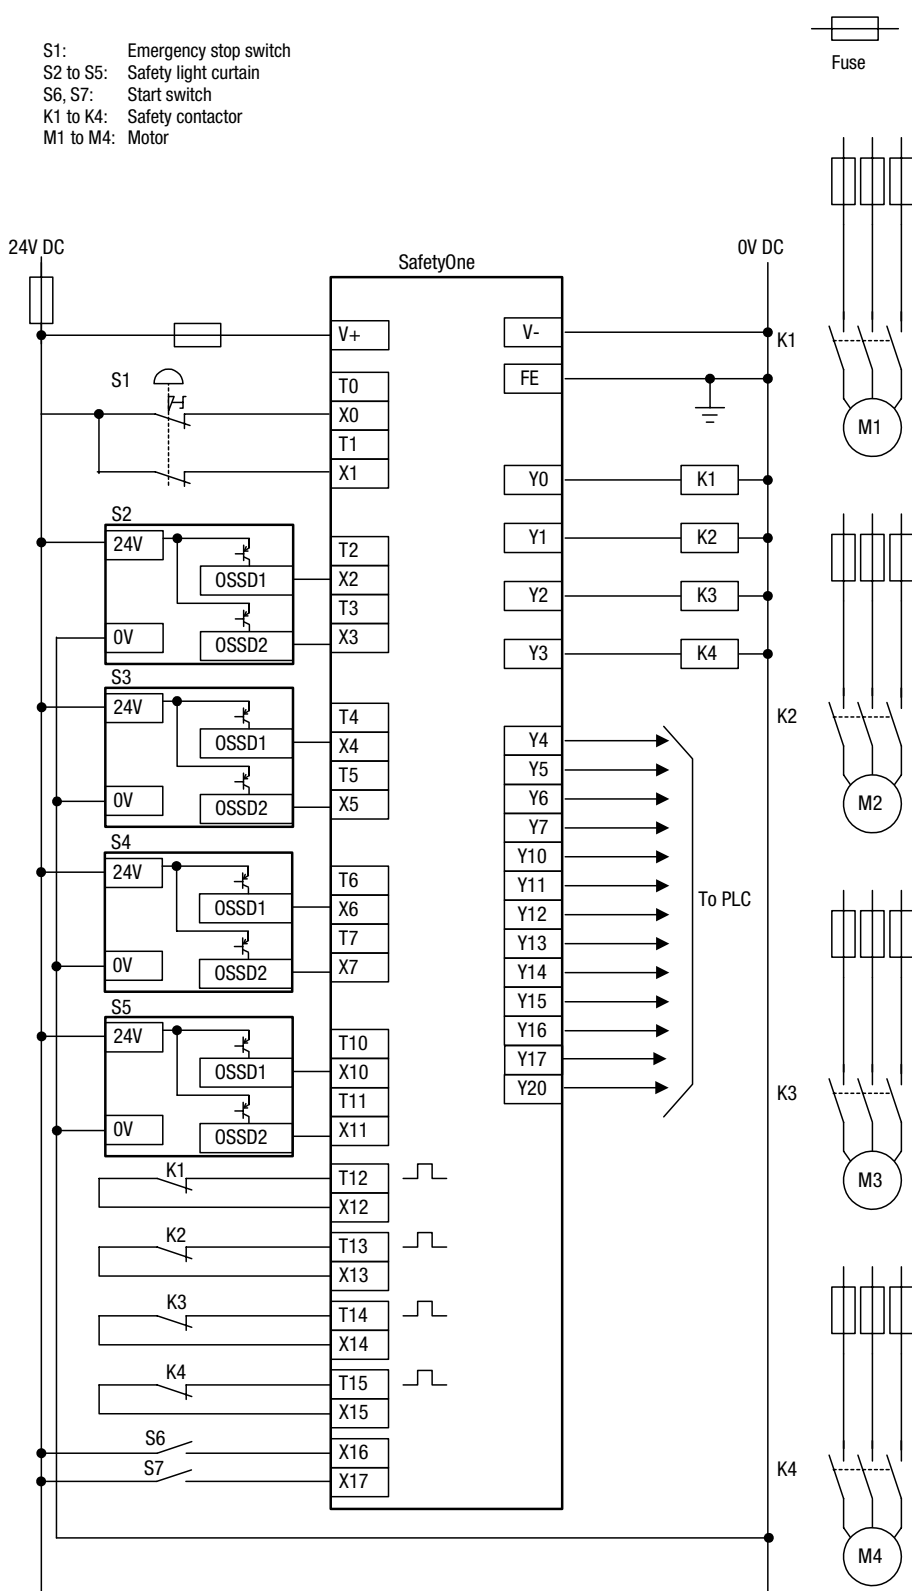 S1: Emergency stop switch
S2 to S5: Safety light curtain
S6, S7: Start switch
K1 to K4: Safety contactor
M1 to M4: Motor
Fuse
24V DC
SafetyOne
0V DC
V+
V-
K1
S1
T0
FE
X0
M1
T1
X1
Y0
K1
S2
24V
T2
Y1
K2
OSSD1
X2
T3
Y2
K3
0V
OSSD2
X3
Y3
K4
S3
24V
T4
K2
OSSD1
X4
Y4
T5
Y5
0V
OSSD2
X5
Y6
M2
Y7
S4
24V
T6
Y10
OSSD1
X6
Y11
To PLC
T7
Y12
0V
OSSD2
X7
Y13
Y14
S5
Y15
24V
T10
Y16
OSSD1
X10
Y17
T11
Y20
K3
0V
OSSD2
X11
K1
T12
M3
X12
K2
T13
X13
K3
T14
X14
K4
T15
X15
S6
X16
S7
X17
K4
M4